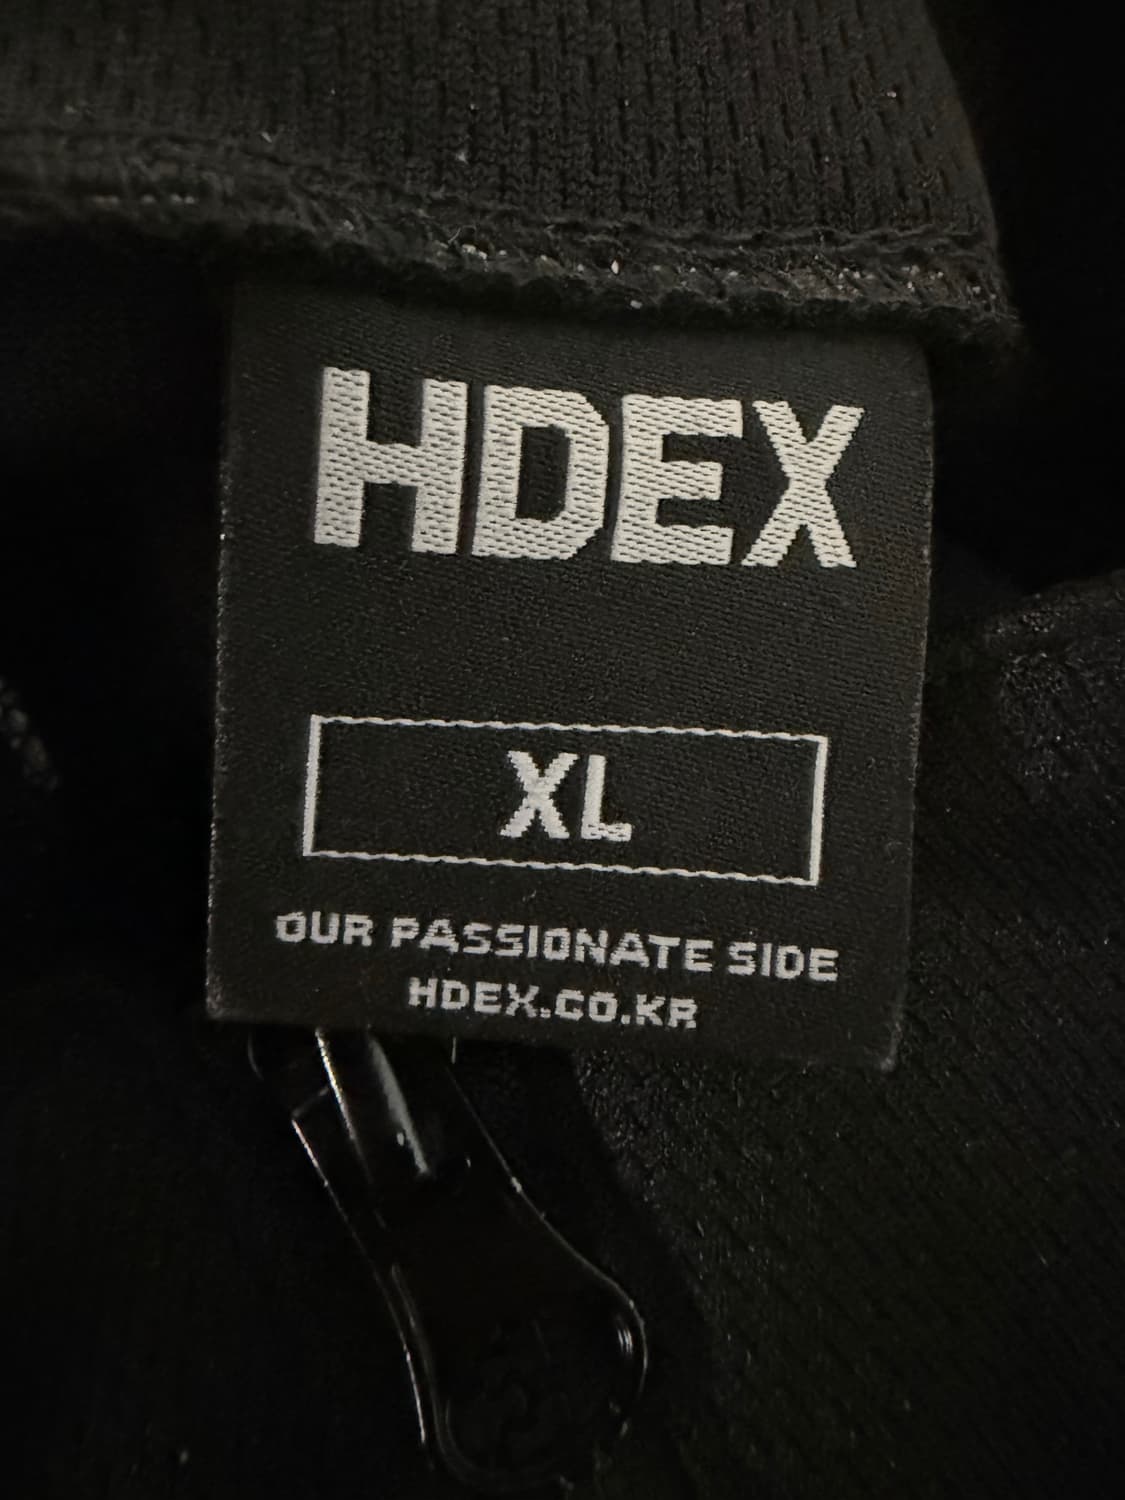 HDEX
XL
OUR PASSIONATE SIDE
HDEX.CO.KR